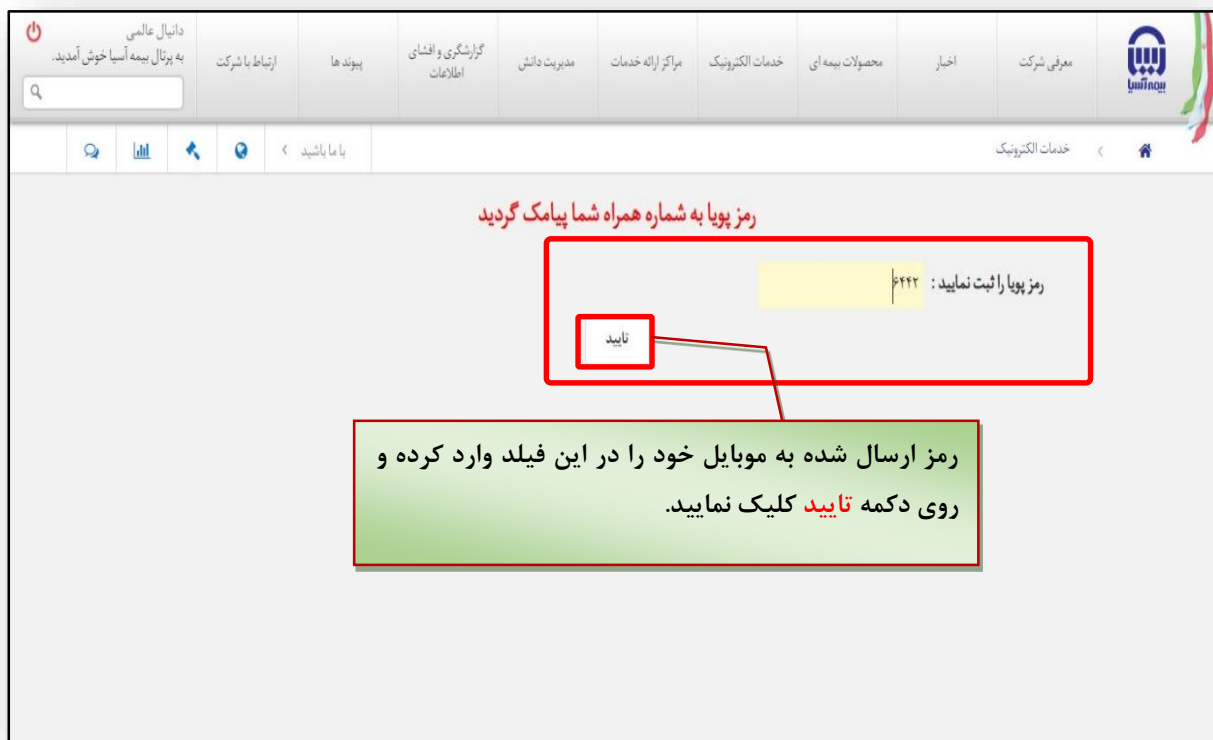 بیمه آسیا
معرفی شرکت
اخبار
محصولات بیمه ای
خدمات الکترونیک
مراکز ارائه خدمات
مدیریت دانش
گزارشگری و افشای
اطلاعات
پیوند ها
ارتباط با شرکت
دانیال عالمی
به پرتال بیمه آسیا خوش آمدید.
خدمات الکترونیک
با ما باشید
رمز پویا به شماره همراه شما پیامک گردید
رمز پویا را ثبت نمایید : ۶۴۴۲
تایید
رمز ارسال شده به موبایل خود را در این فیلد وارد کرده و
روی دکمه تایید کلیک نمایید.